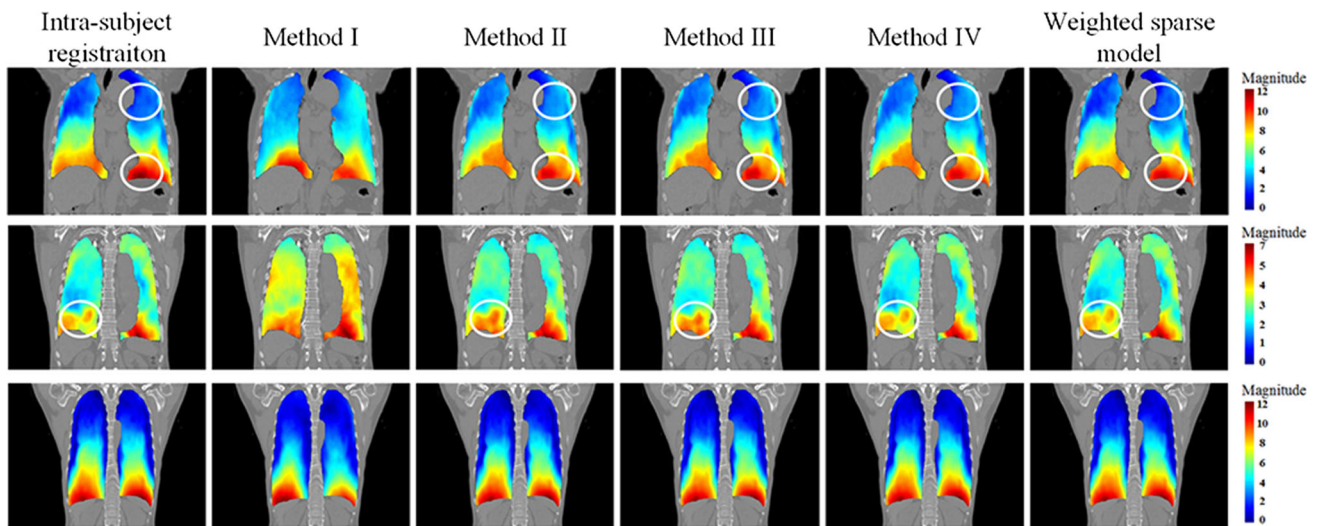 Intra-subject
registraiton
Method I
Method II
Method III
Method IV
Weighted sparse
model
Magnitude
12
10
8
6
4
2
0
Magnitude
7
6
5
4
3
2
1
0
Magnitude
12
10
8
6
4
2
0